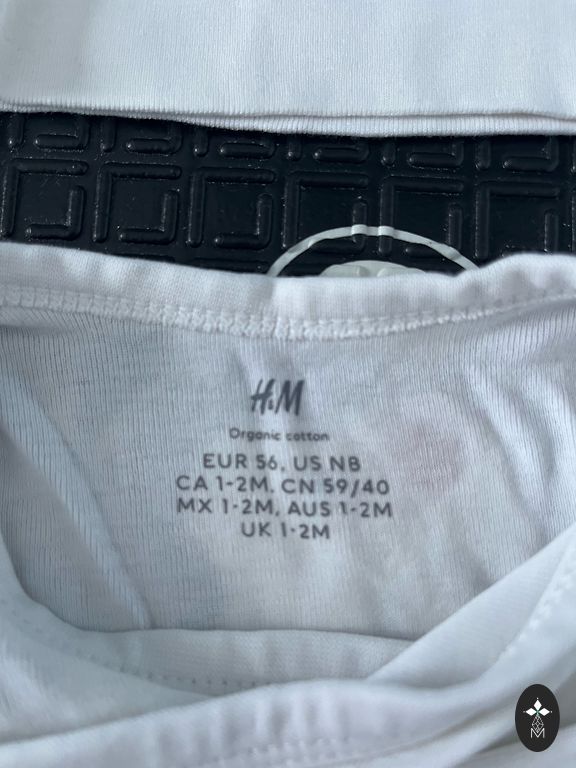 H&M
Organic cotton
EUR 56, US NB
CA 1-2M, CN 59/40
MX 1-2M, AUS 1-2M
UK 1-2M
M